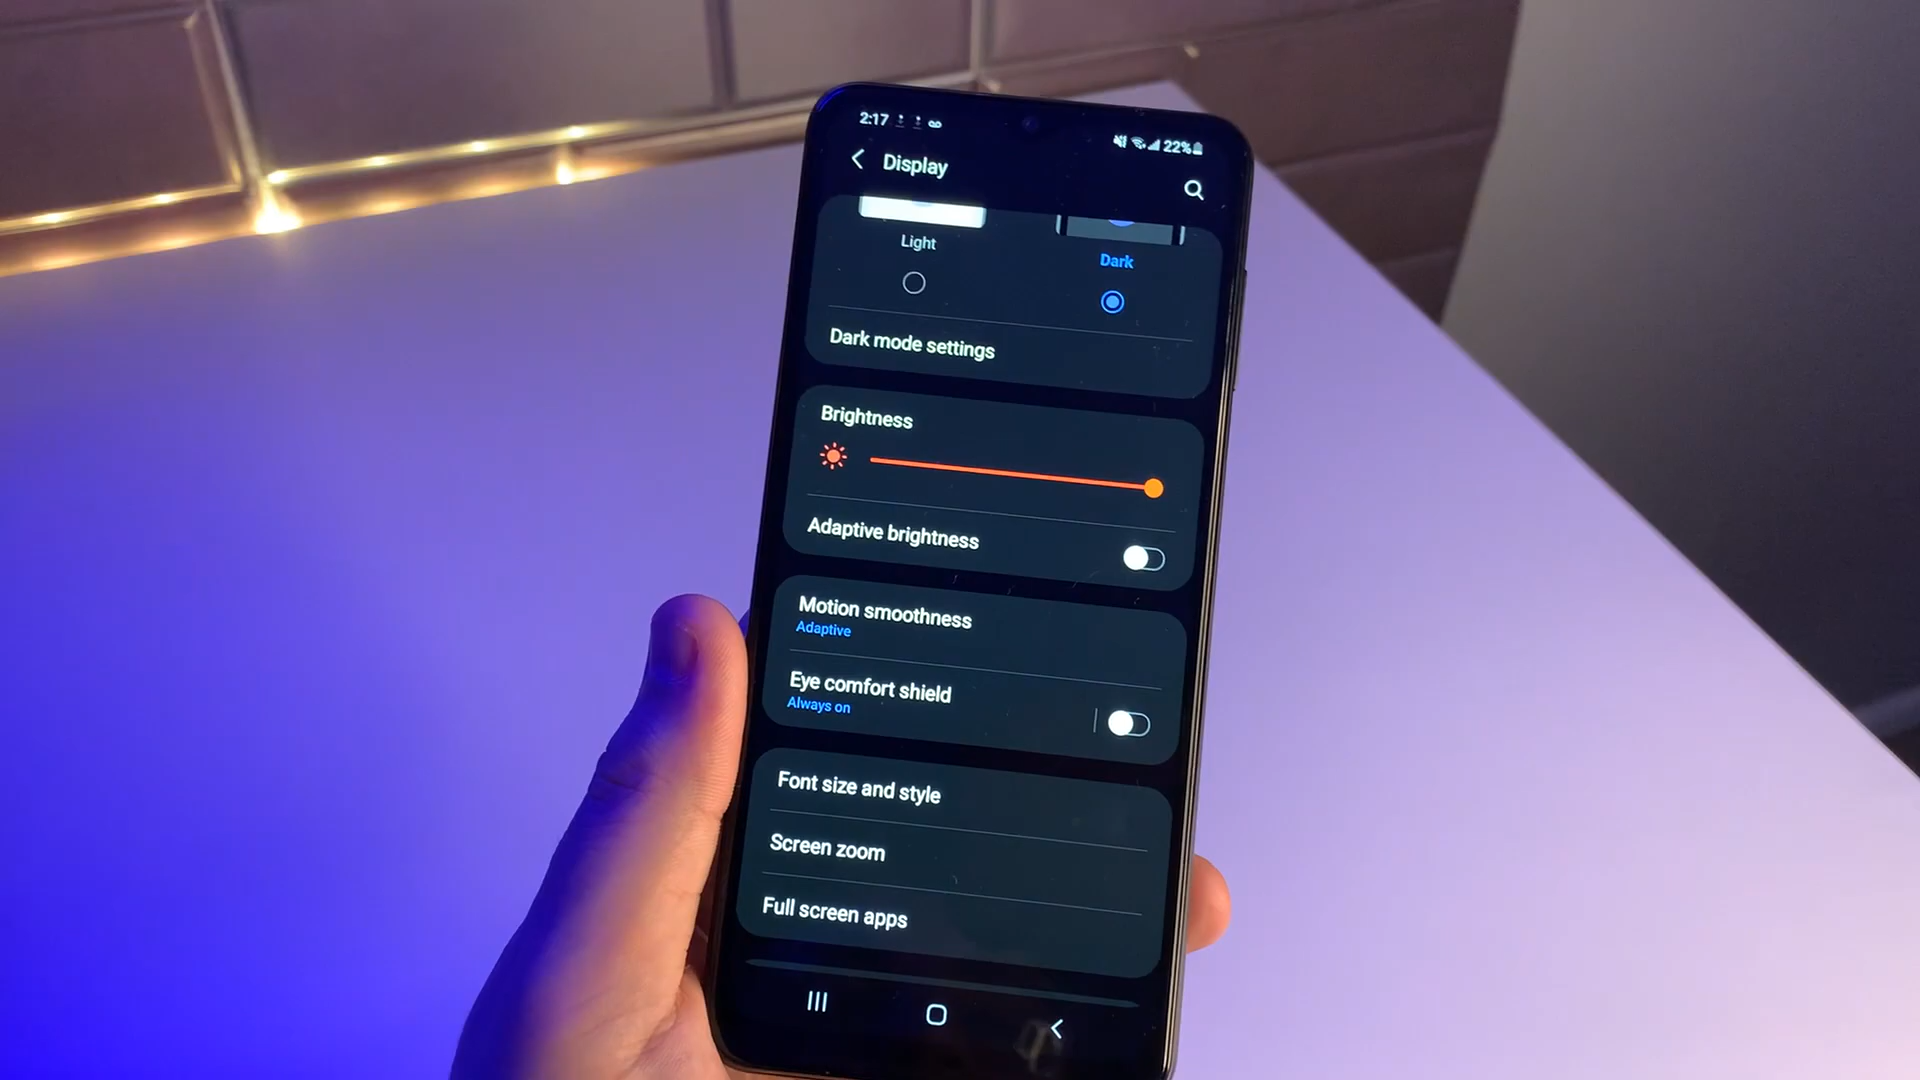 2:17
22%
Display
Light
Dark
Dark mode settings
Brightness
Adaptive brightness
Motion smoothness
Adaptive
Eye comfort shield
Always on
Font size and style
Screen zoom
Full screen apps